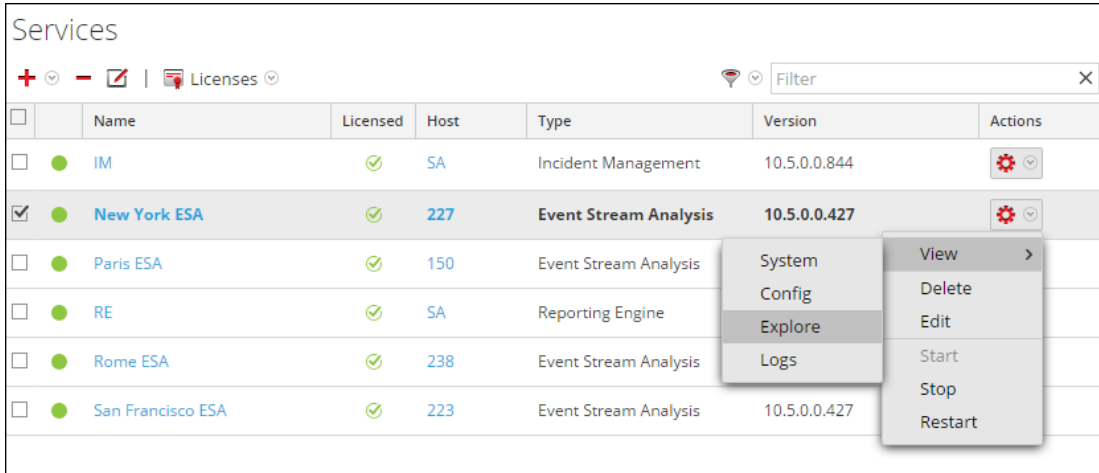 Services
Licenses Filter
Name Licensed Host Type Version Actions
IM SA Incident Management 10.5.0.0.844
New York ESA 227 Event Stream Analysis 10.5.0.0.427
Paris ESA 150 Event Stream Analysis
RE SA Reporting Engine
Rome ESA 238 Event Stream Analysis
San Francisco ESA 223 Event Stream Analysis 10.5.0.0.427
System
Config
Explore
Logs
View
Delete
Edit
Start
Stop
Restart